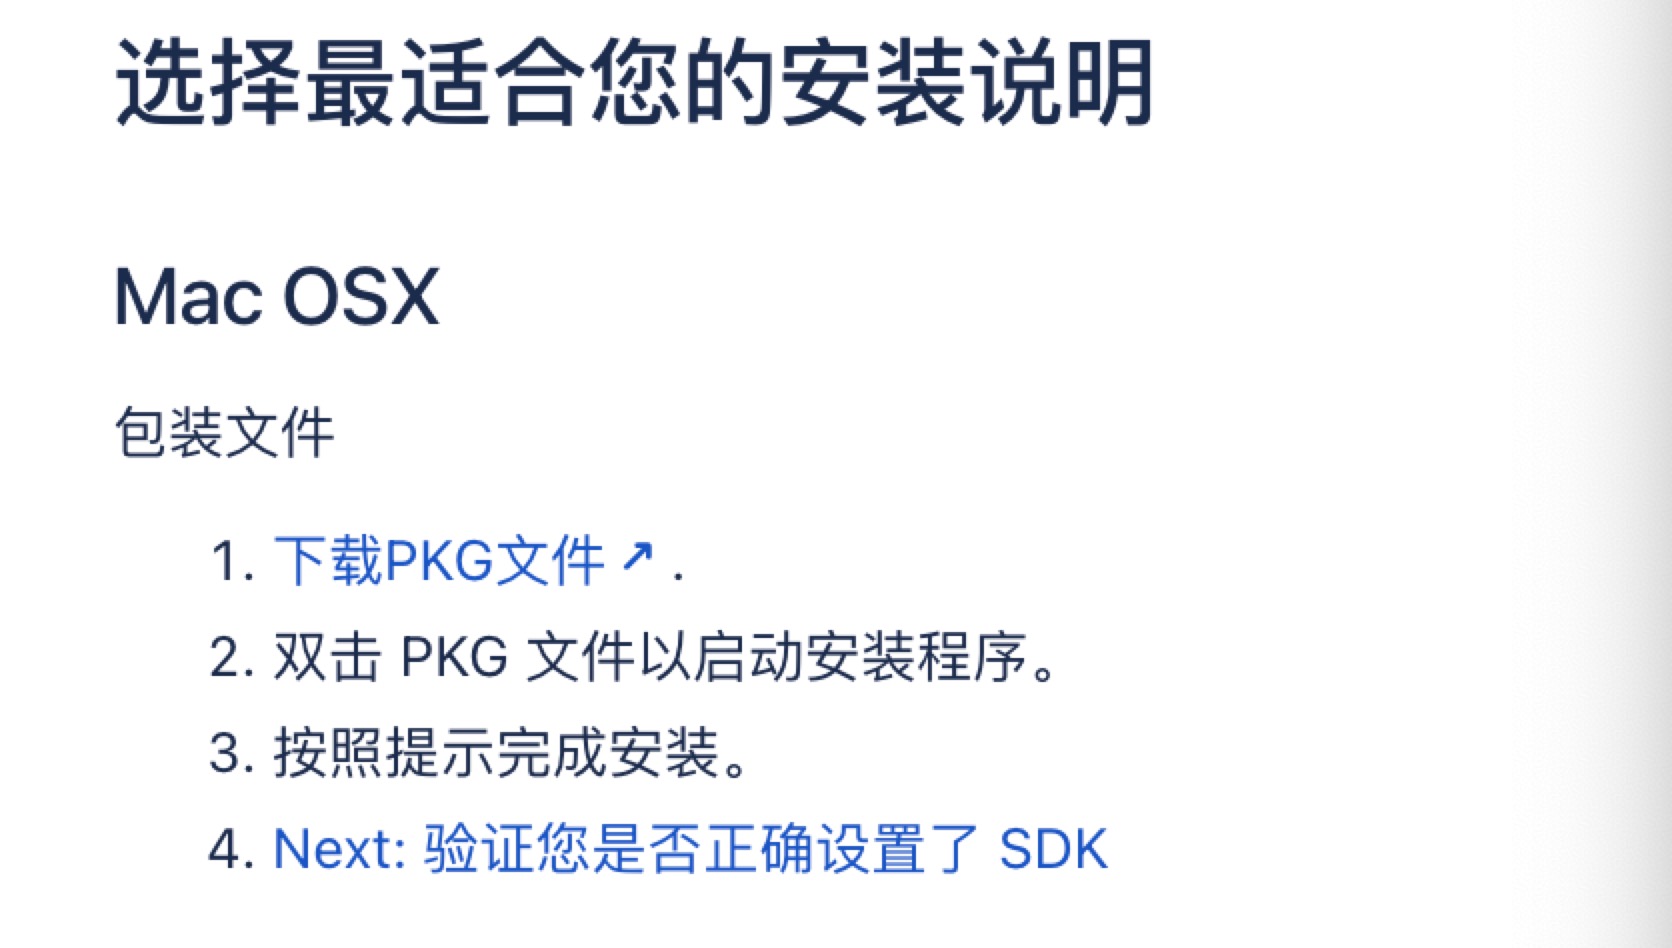 选择最适合您的安装说明
Mac OSX
包装文件
1. 下载PKG文件 ↗ .
2. 双击 PKG 文件以启动安装程序。
3. 按照提示完成安装。
4. Next: 验证您是否正确设置了 SDK